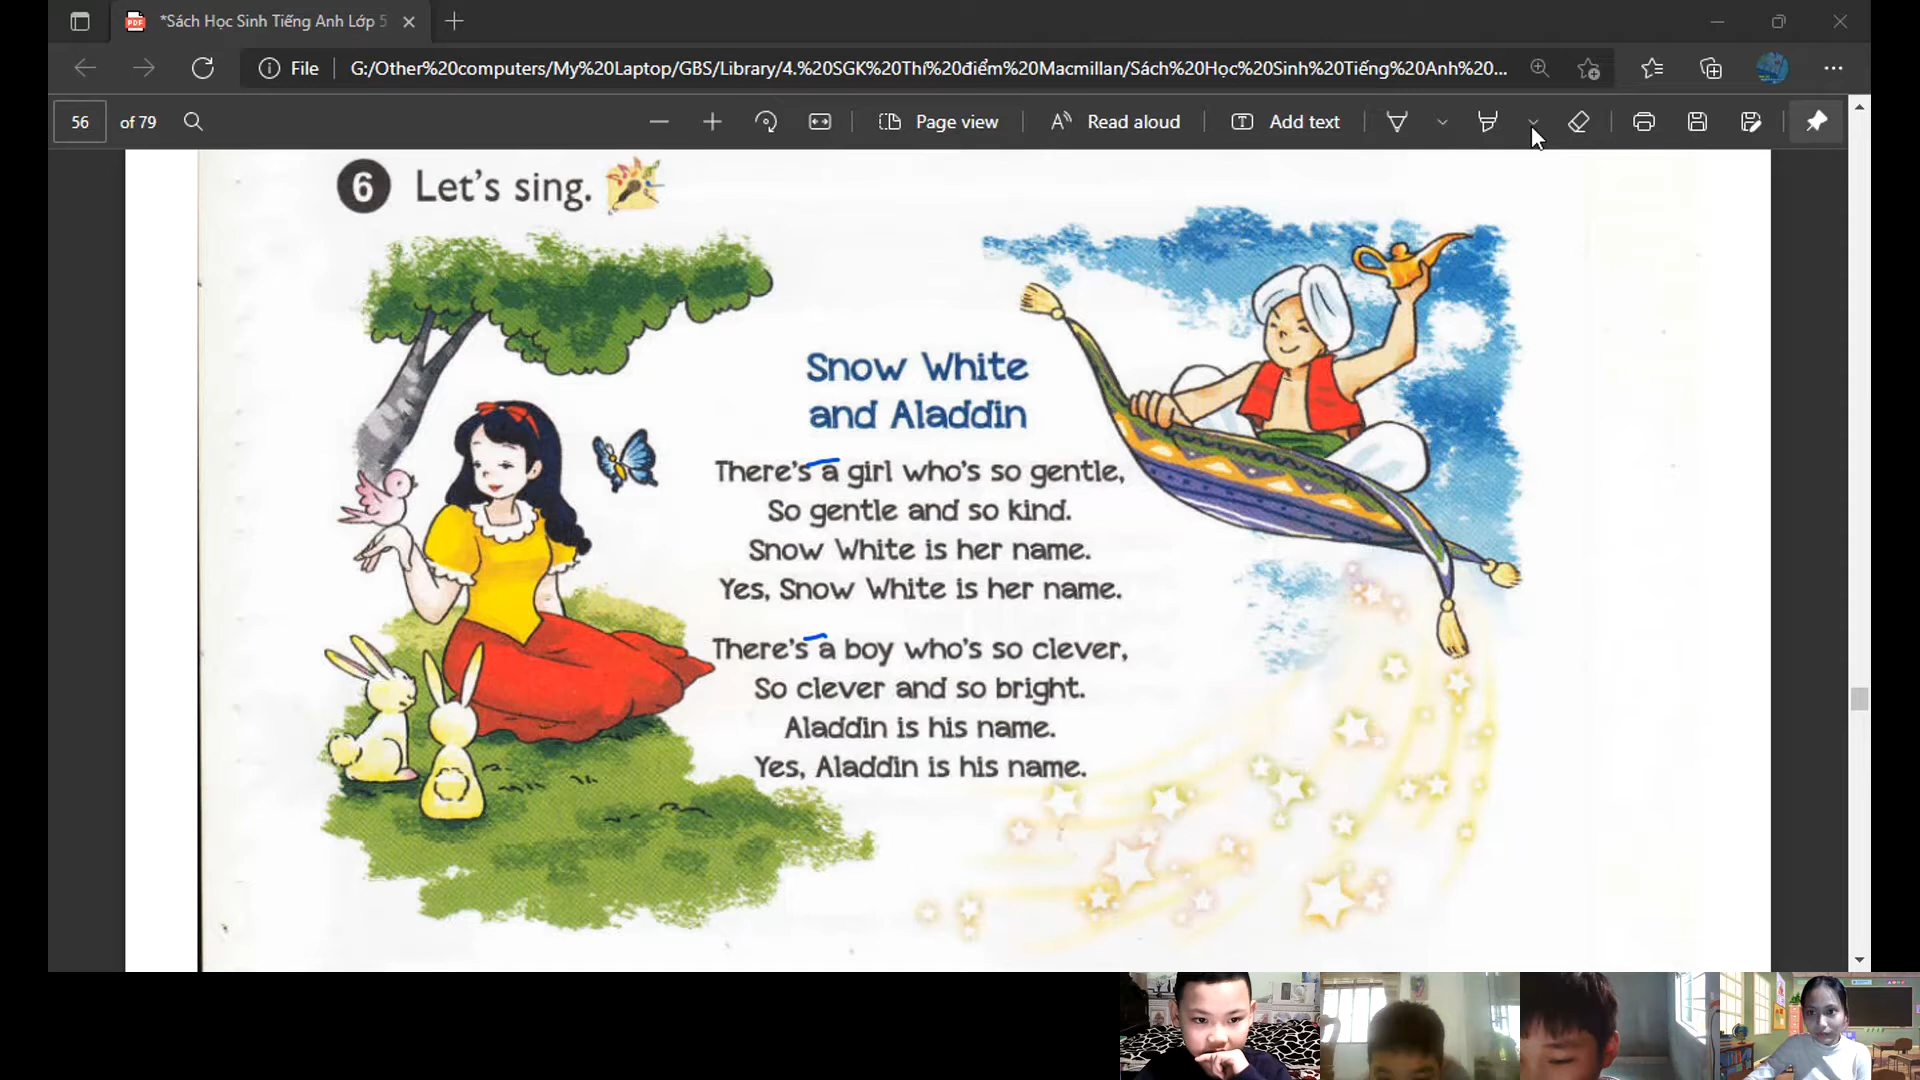 *Sách Học Sinh Tiếng Anh Lớp 5
File
G:/Other%20computers/My%20Laptop/GBS/Library/4.%20SGK%20Thí%20điểm%20Macmillan/Sách%20Học%20Sinh%20Tiếng%20Anh%20...
56 of 79
Page view
Read aloud
Add text
6 Let's sing.
Snow White
and Aladdin
There's a girl who's so gentle,
So gentle and so kind.
Snow White is her name.
Yes, Snow White is her name.
There's a boy who's so clever,
So clever and so bright.
Aladdin is his name.
Yes, Aladdin is his name.